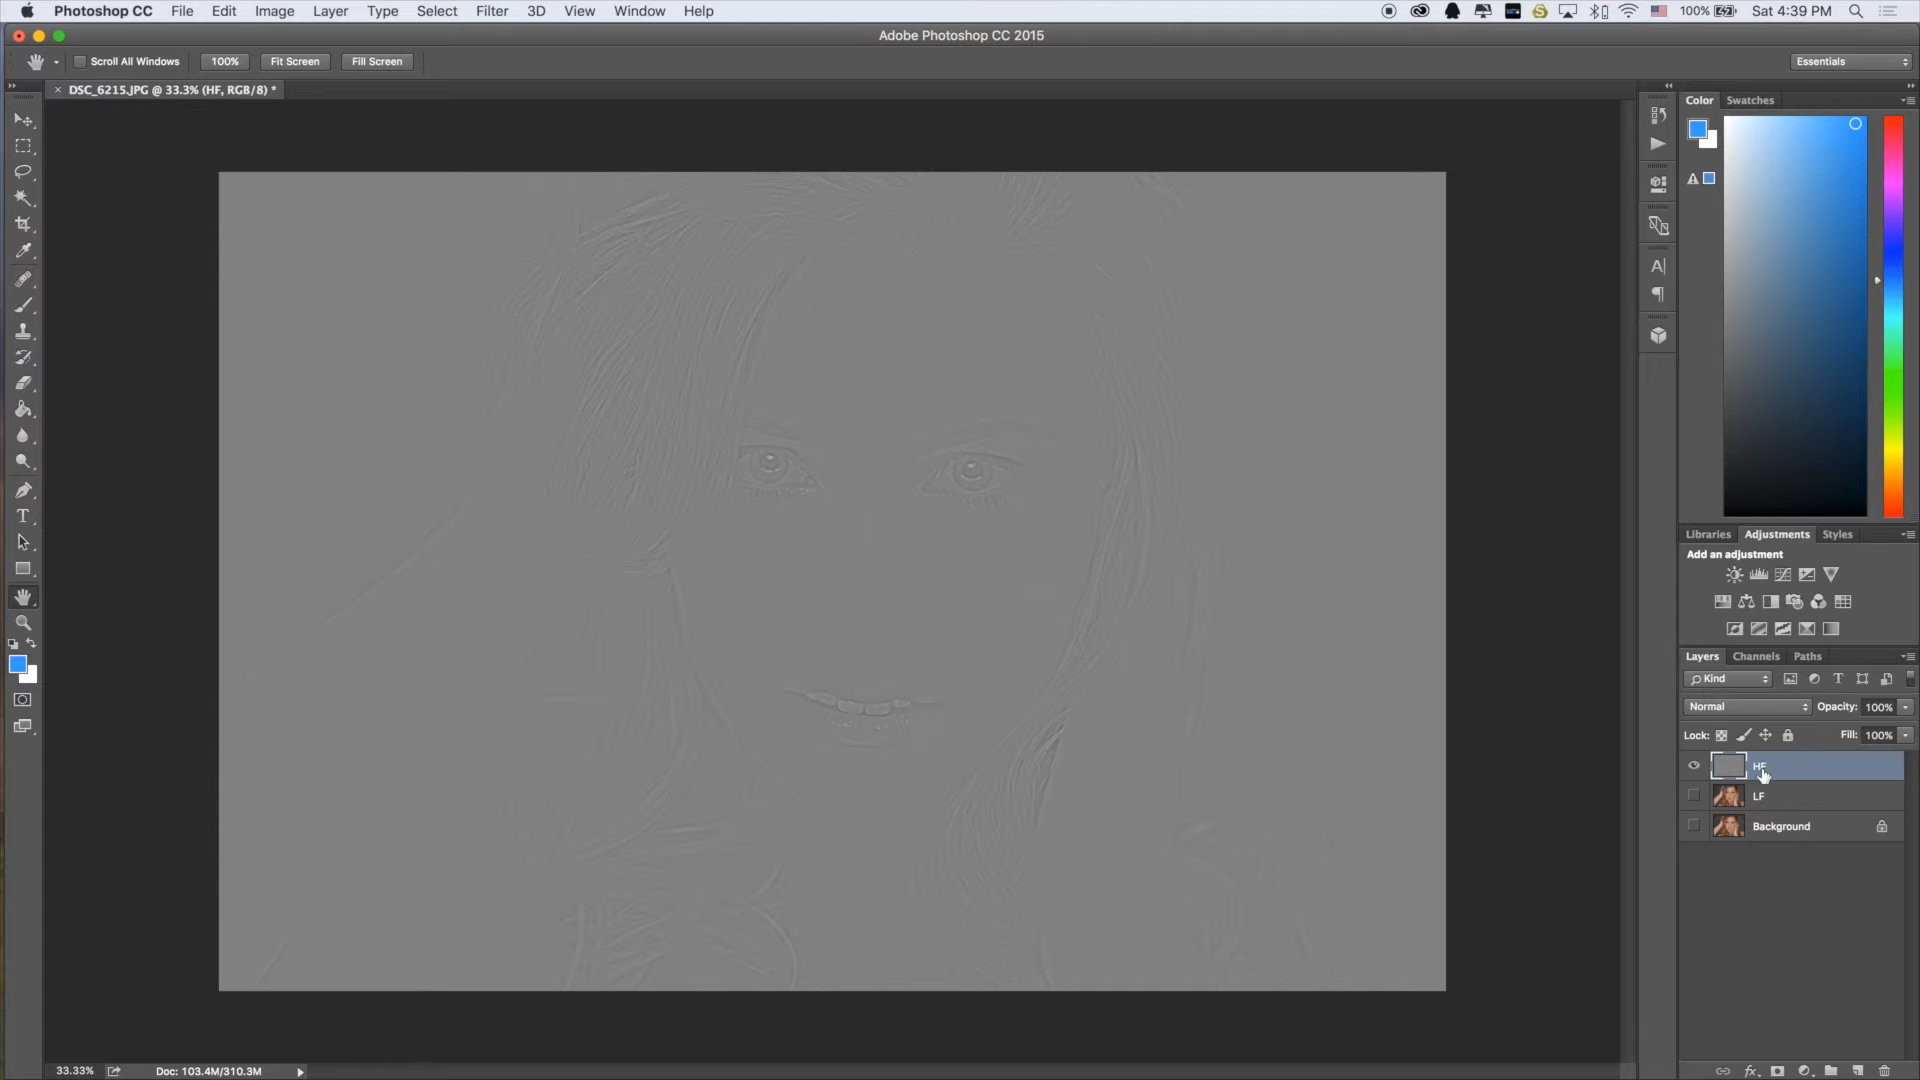 Photoshop CC File Edit Image Layer Type Select Filter 3D View Window Help 100% Sat 4:39 PM
Adobe Photoshop CC 2015
Scroll All Windows 100% Fit Screen Fill Screen Essentials
× DSC_6215.JPG @ 33.3% (HF, RGB/8) *
Color Swatches
Libraries Adjustments Styles
Add an adjustment
Layers Channels Paths
Kind
Normal Opacity: 100%
Lock: Fill: 100%
HF
LF
Background
33.33% Doc: 103.4M/310.3M
fx